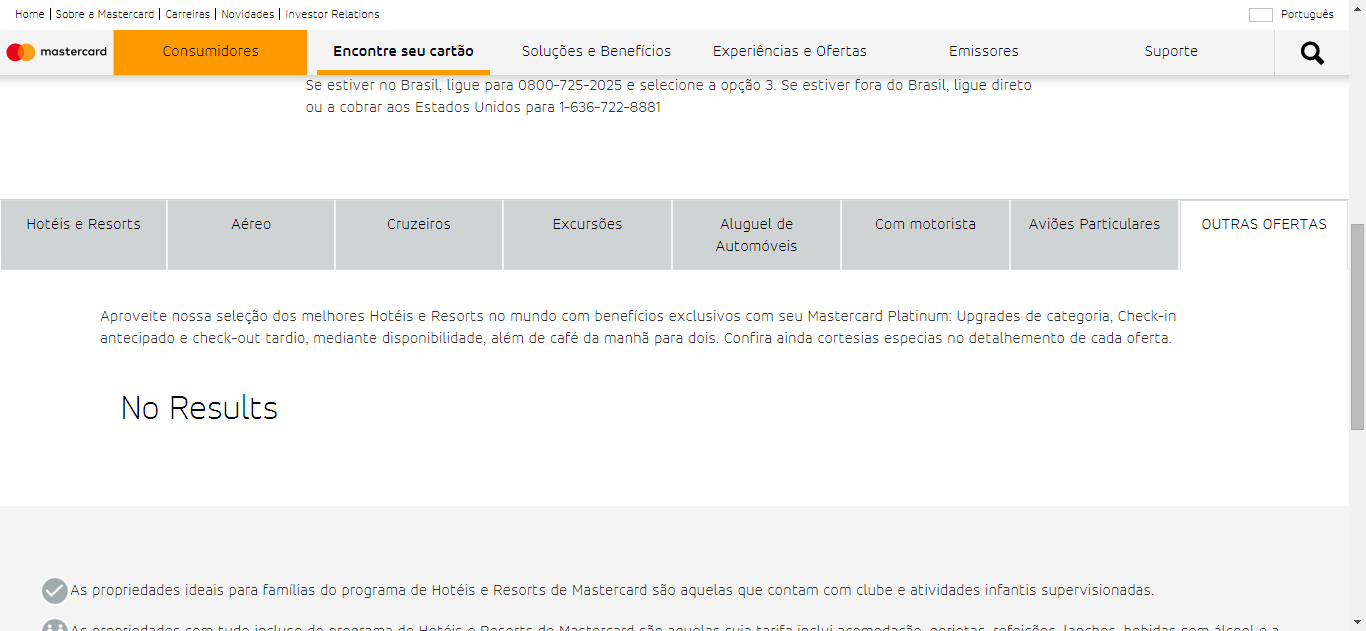 Home | Sobre a Mastercard | Carreiras | Novidades | Investor Relations
Português
mastercard
Consumidores
Encontre seu cartão
Soluções e Benefícios
Experiências e Ofertas
Emissores
Suporte
Se estiver no Brasil, ligue para 0800-725-2025 e selecione a opção 3. Se estiver fora do Brasil, ligue direto
ou a cobrar aos Estados Unidos para 1-636-722-8881
Hotéis e Resorts
Aéreo
Cruzeiros
Excursões
Aluguel de
Automóveis
Com motorista
Aviões Particulares
OUTRAS OFERTAS
Aproveite nossa seleção dos melhores Hotéis e Resorts no mundo com benefícios exclusivos com seu Mastercard Platinum: Upgrades de categoria, Check-in
antecipado e check-out tardio, mediante disponibilidade, além de café da manhã para dois. Confira ainda cortesias especias no detalhemento de cada oferta.
No Results
As propriedades ideais para famílias do programa de Hotéis e Resorts de Mastercard são aquelas que contam com clube e atividades infantis supervisionadas.
As propriedades com tudo incluso do programa de Hotéis e Resorts de Mastercard são aquelas cuja tarifa inclui acomodação, gorjetas, refeições, lanches, bebidas sem álcool e a